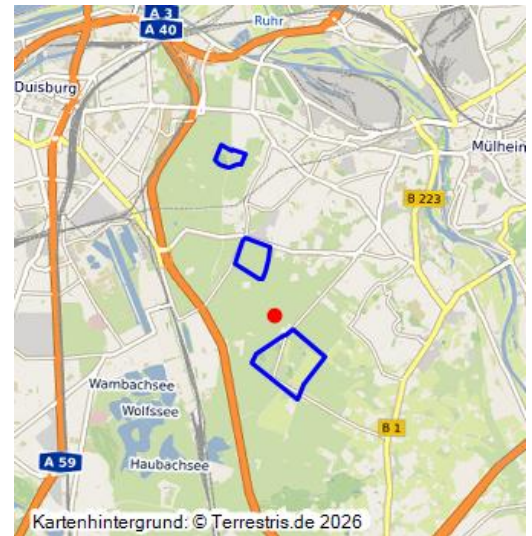 A 3
A 40
Ruhr
Duisburg
Mülheim
B 223
Wambachsee
Wolfssee
B 1
A 59
Haubachsee
Kartenhintergrund: © Terrestris.de 2026